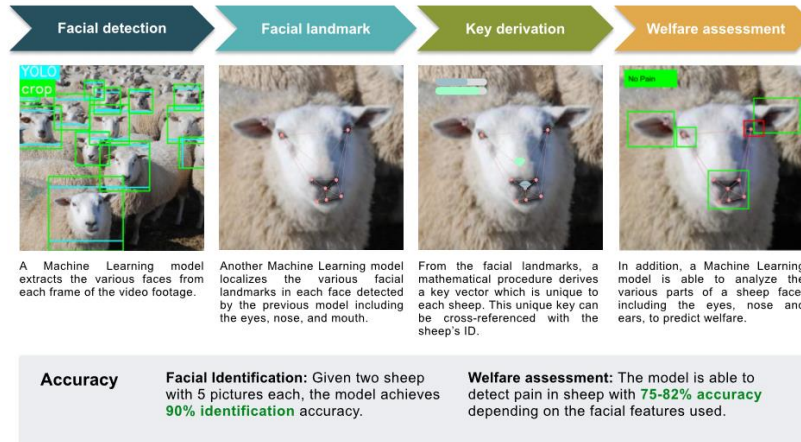 Facial detection
Facial landmark
Key derivation
Welfare assessment
YOLO
crop
No Pain
A Machine Learning model
extracts the various faces from
each frame of the video footage.
Another Machine Learning model
localizes the various facial
landmarks in each face detected
by the previous model including
the eyes, nose, and mouth.
From the facial landmarks, a
mathematical procedure derives
a key vector which is unique to
each sheep. This unique key can
be cross-referenced with the
sheep's ID.
In addition, a Machine Learning
model is able to analyze the
various parts of a sheep face,
including the eyes, nose and
ears, to predict welfare.
Accuracy
Facial Identification: Given two sheep
with 5 pictures each, the model achieves
90% identification accuracy.
Welfare assessment: The model is able to
detect pain in sheep with 75-82% accuracy
depending on the facial features used.